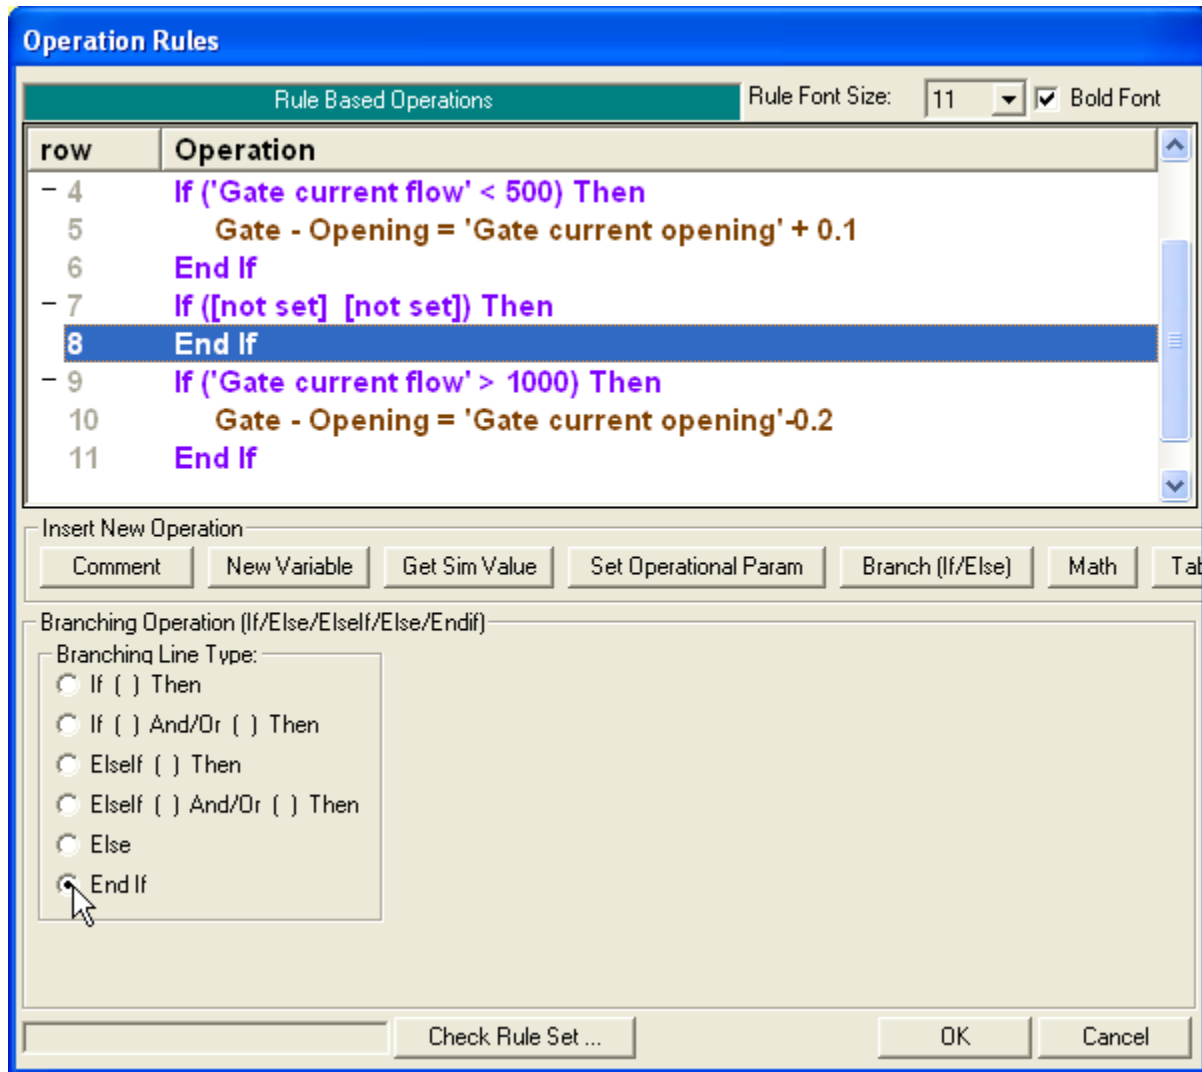 Operation Rules
Rule Based Operations Rule Font Size: 11 Bold Font
row Operation
− 4 If ('Gate current flow' < 500) Then
5 Gate - Opening = 'Gate current opening' + 0.1
6 End If
− 7 If ([not set]  [not set]) Then
8 End If
− 9 If ('Gate current flow' > 1000) Then
10 Gate - Opening = 'Gate current opening'-0.2
11 End If
Insert New Operation
Comment New Variable Get Sim Value Set Operational Param Branch (If/Else) Math
Branching Operation (If/Else/ElseIf/Else/Endif)
Branching Line Type:
If ( ) Then
If ( ) And/Or ( ) Then
ElseIf ( ) Then
ElseIf ( ) And/Or ( ) Then
Else
End If
Check Rule Set ... OK Cancel